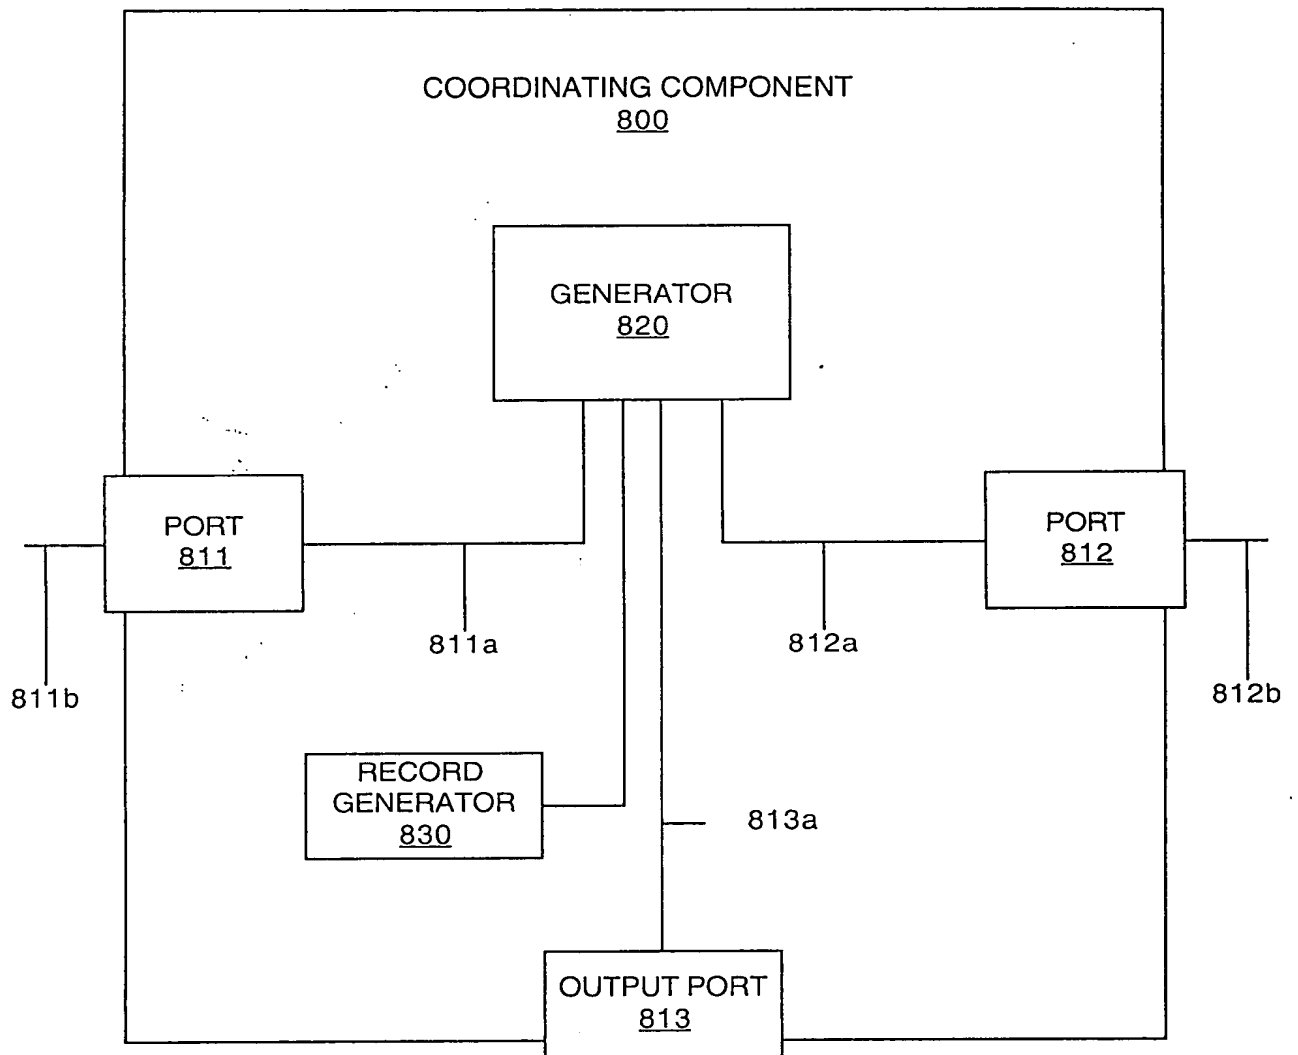 COORDINATING COMPONENT
800
GENERATOR
820
PORT
811
PORT
812
811a
812a
811b
812b
RECORD
GENERATOR
830
813a
OUTPUT PORT
813